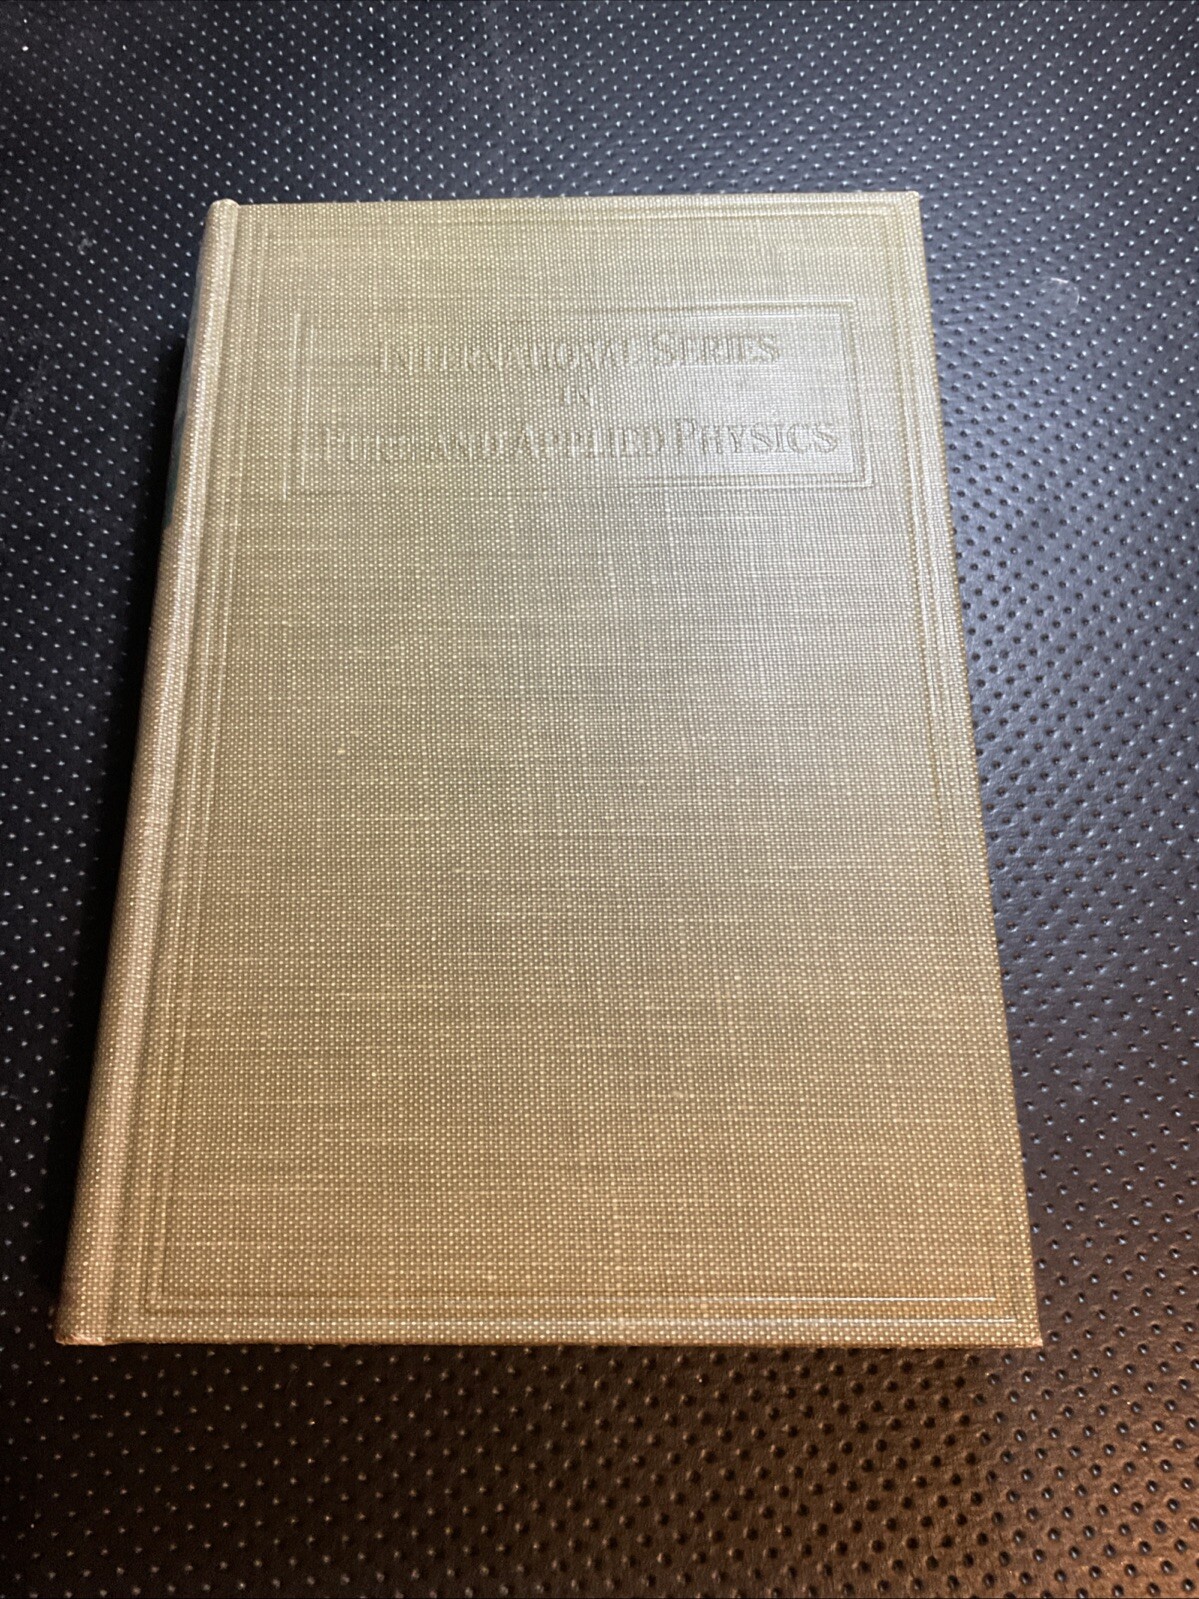 INTERNATIONAL SERIES
IN
PURE AND APPLIED PHYSICS